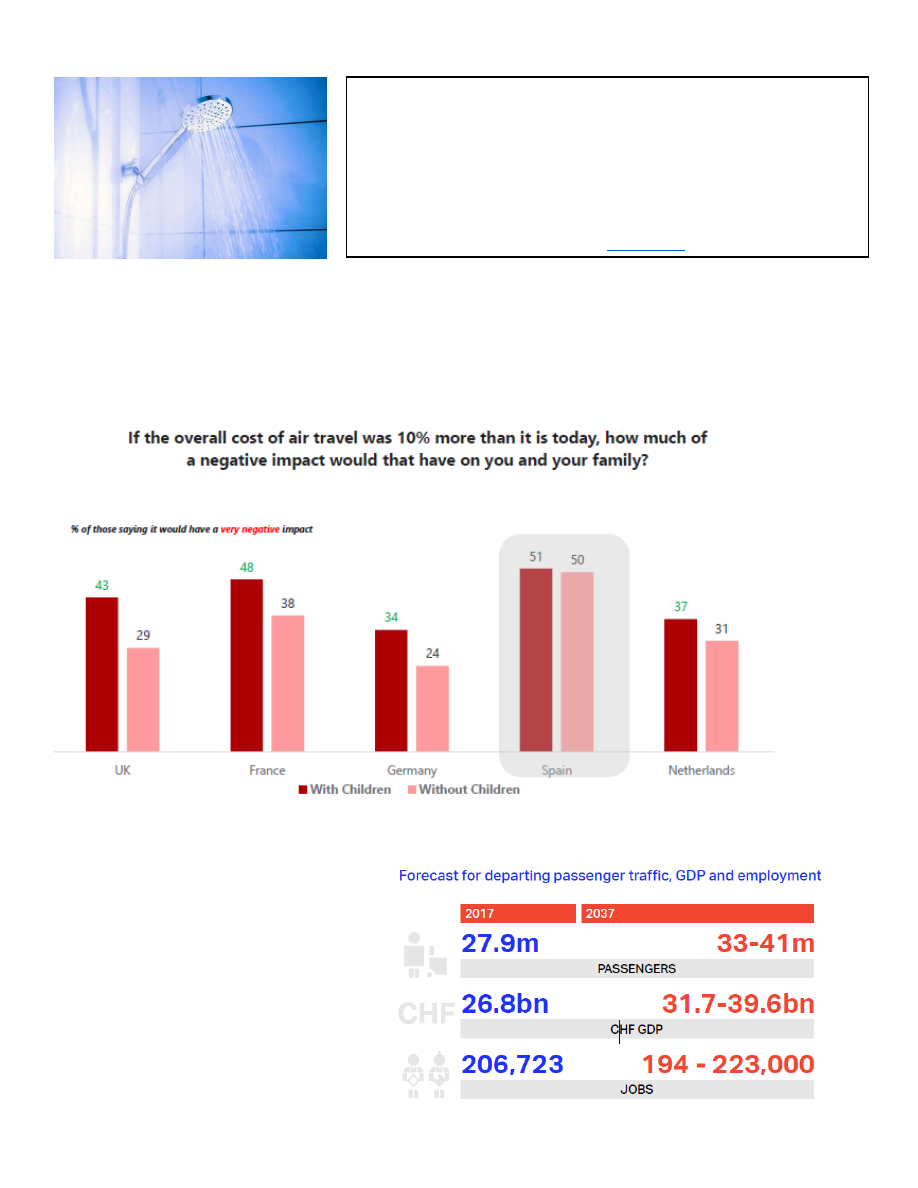 If the overall cost of air travel was 10% more than it is today, how much of
a negative impact would that have on you and your family?
% of those saying it would have a very negative impact
43
29
48
38
34
24
51
50
37
31
UK
France
Germany
Spain
Netherlands
With Children
Without Children
Forecast for departing passenger traffic, GDP and employment
2017
2037
27.9m
33-41m
PASSENGERS
CHF
26.8bn
31.7-39.6bn
CHF GDP
206,723
194 - 223,000
JOBS